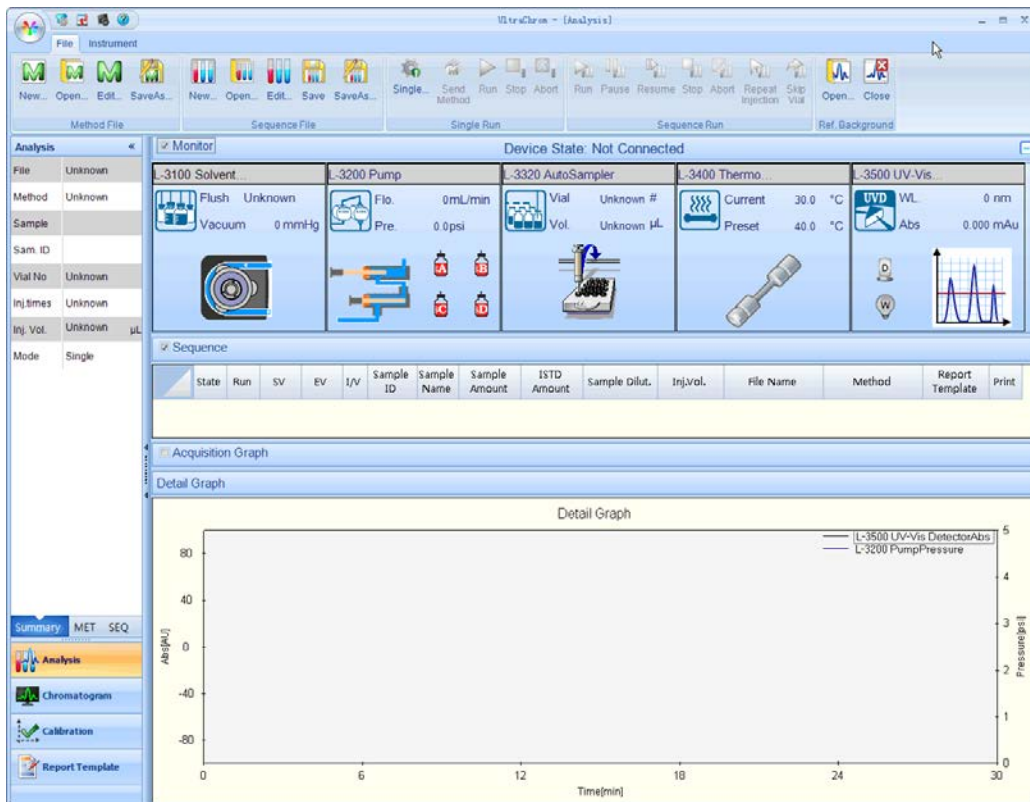 UltraChrom - [Analysis]
File Instrument
New... Open... Edit... SaveAs... New... Open... Edit... Save SaveAs... Single... Send Method Run Stop Abort Run Pause Resume Stop Abort Repeat Injection Skip Vial Open... Close
Method File Sequence File Single Run Sequence Run Ref. Background
Analysis «
File Unknown
Method Unknown
Sample
Sam. ID
Vial No Unknown
Inj.times Unknown
Inj. Vol. Unknown µL
Mode Single
Monitor Device State: Not Connected
L-3100 Solvent... L-3200 Pump L-3320 AutoSampler L-3400 Thermo... L-3500 UV-Vis...
Flush Unknown Flo. 0mL/min Vial Unknown # Current 30.0 °C UVD WL. 0 nm
Vacuum 0 mmHg Pre. 0.0psi Vol. Unknown µL Preset 40.0 °C Abs 0.000 mAu
A B D
C D W
Sequence
State Run SV EV I/V Sample ID Sample Name Sample Amount ISTD Amount Sample Dilut. Inj.Vol. File Name Method Report Template Print
Acquisition Graph
Detail Graph
Detail Graph
L-3500 UV-Vis DetectorAbs
L-3200 PumpPressure
80
40
0
-40
-80
Abs[AU]
5
4
3
2
1
0
Pressure[psi]
0 6 12 18 24 30
Time[min]
Summary MET SEQ
Analysis
Chromatogram
Calibration
Report Template